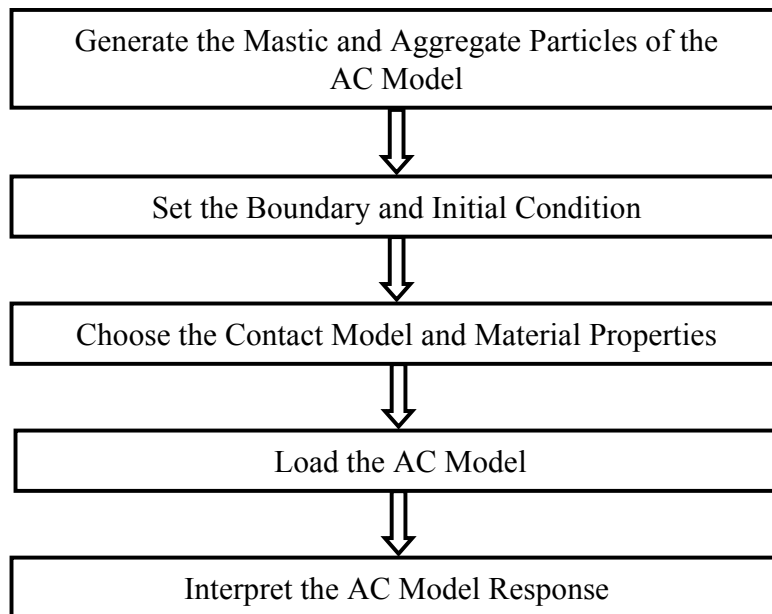 Generate the Mastic and Aggregate Particles of the
AC Model
Set the Boundary and Initial Condition
Choose the Contact Model and Material Properties
Load the AC Model
Interpret the AC Model Response